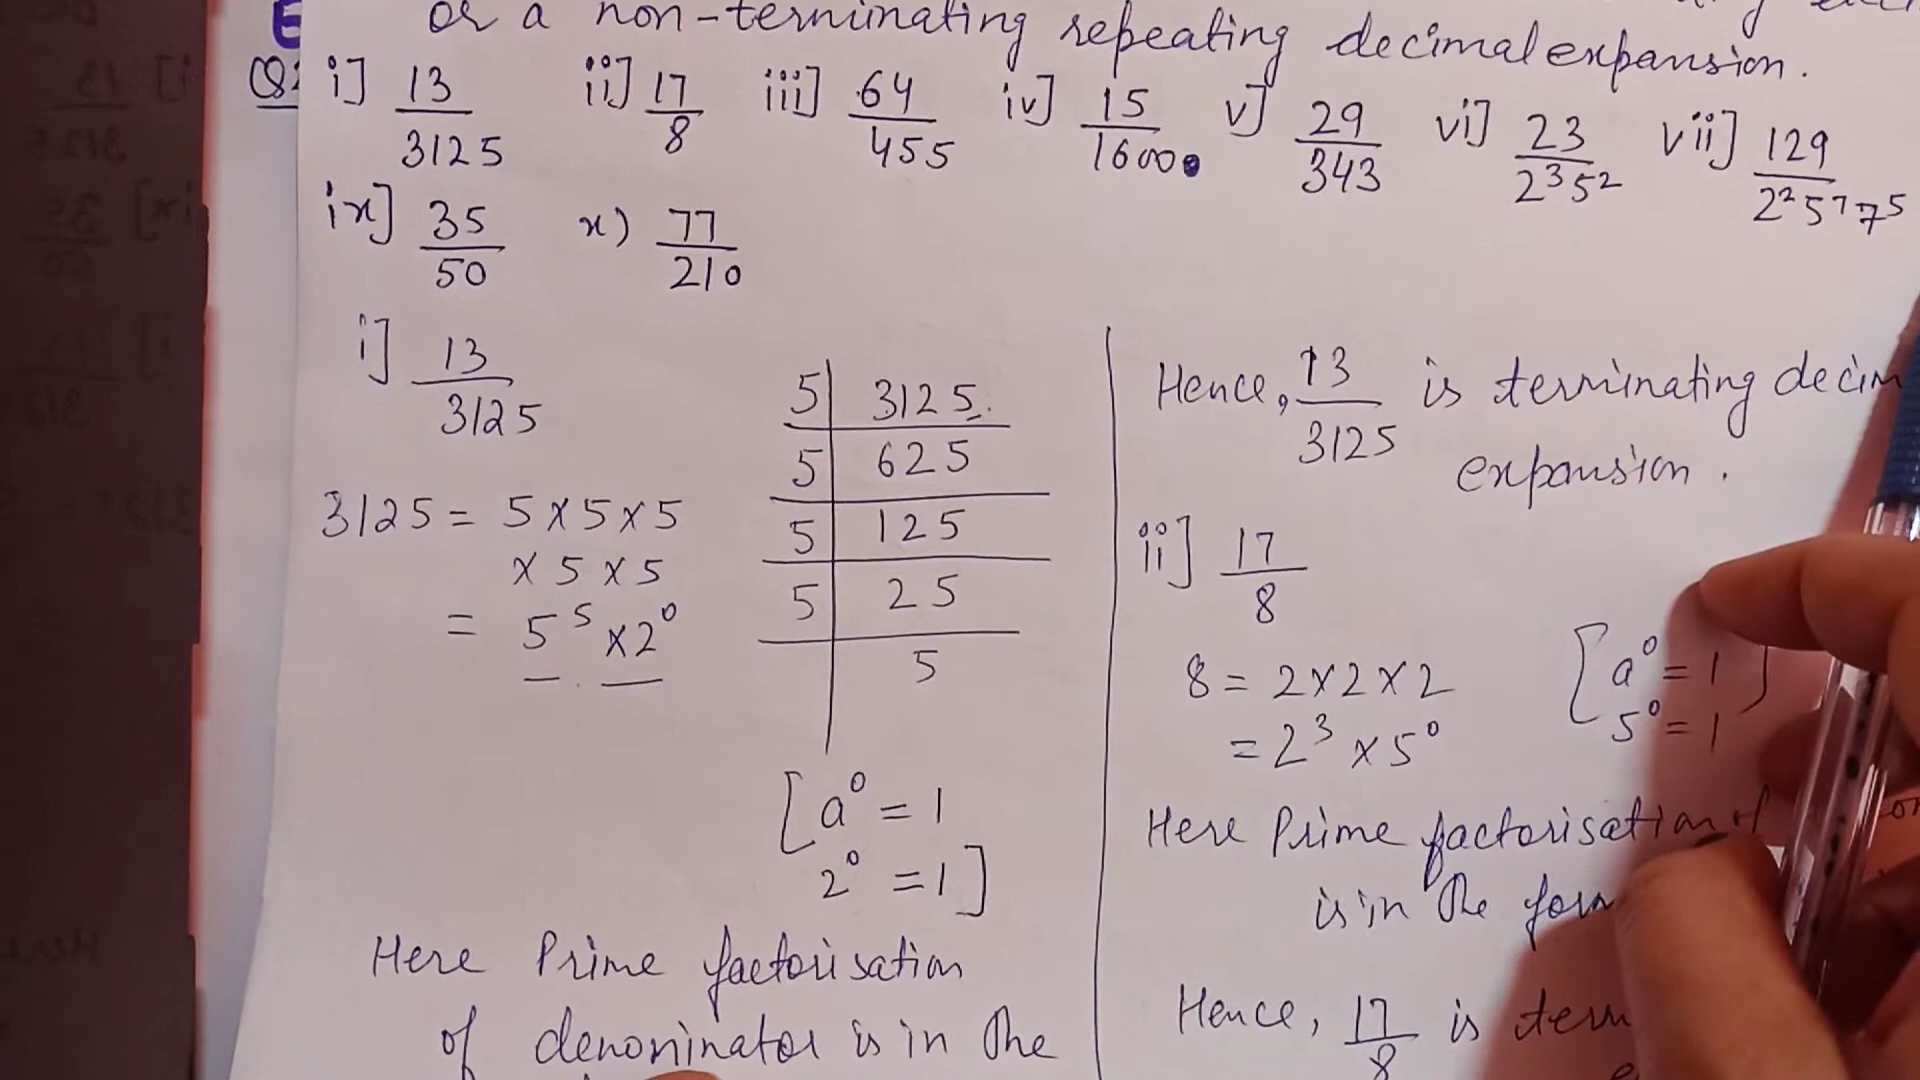 or a non-terminating repeating decimal expansion.
i] 13/3125 ii] 17/8 iii] 64/455 iv] 15/1600 v] 29/343 vi] 23/2³5² vii] 129/2²5⁷7⁵
ix] 35/50 x) 77/210
i] 13/3125
3125 = 5×5×5
×5×5
= 5⁵×2⁰
5 | 3125
5 | 625
5 | 125
5 | 25
5
[a⁰ = 1
2⁰ = 1]
Here Prime factorisation
of denominator is in the
Hence, 13/3125 is terminating
expansion.
ii] 17/8
8 = 2×2×2
= 2³ × 5⁰
[a⁰ = 1]
5⁰ = 1
Here Prime factorisation of
is in the
Hence, 17/8 is